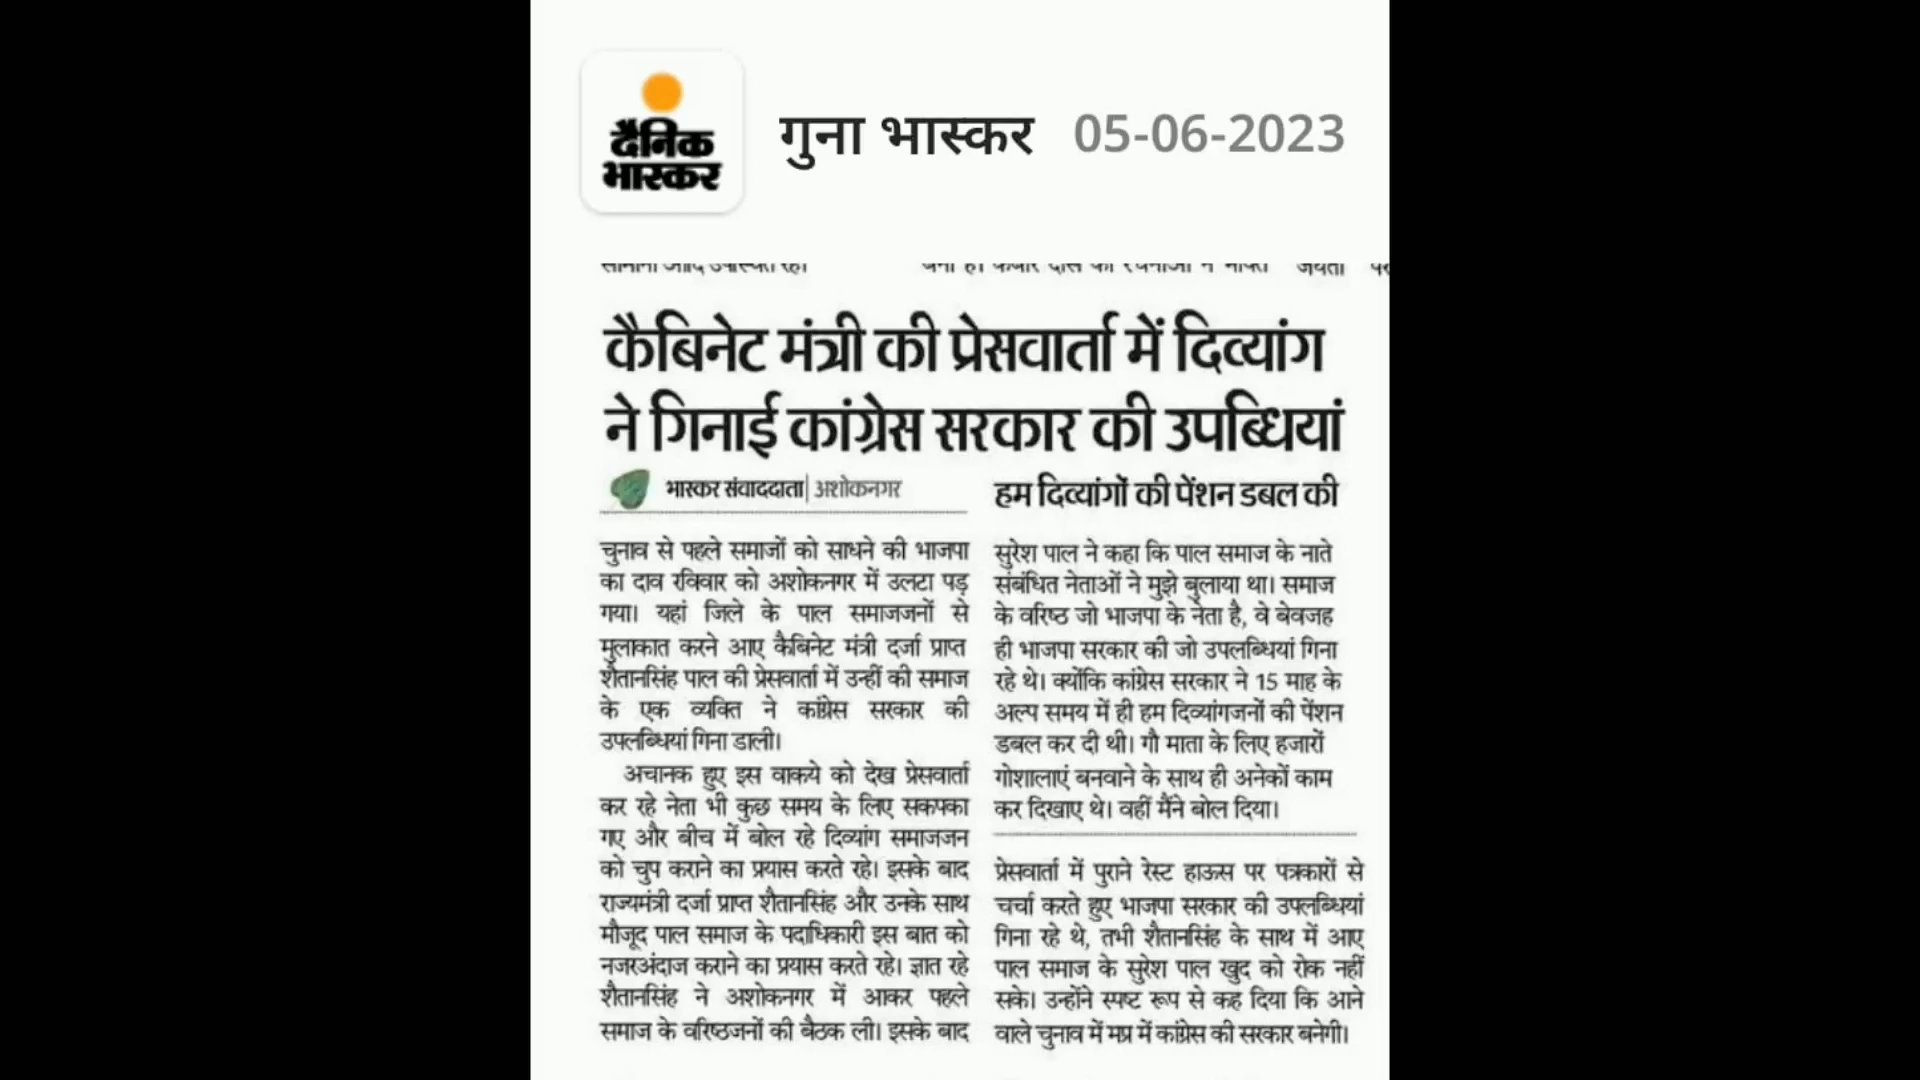 दैनिक
भास्कर
गुना भास्कर 05-06-2023
कैबिनेट मंत्री की प्रेसवार्ता में दिव्यांग
ने गिनाई कांग्रेस सरकार की उपब्धियां
भास्कर संवाददाता| अशोकनगर
चुनाव से पहले समाजों को साधने की भाजपा
का दाव रविवार को अशोकनगर में उलटा पड़
गया। यहां जिले के पाल समाजजनों से
मुलाकात करने आए कैबिनेट मंत्री दर्जा प्राप्त
शैतानसिंह पाल की प्रेसवार्ता में उन्हीं की समाज
के एक व्यक्ति ने कांग्रेस सरकार की
उपलब्धियां गिना डाली।
अचानक हुए इस वाकये को देख प्रेसवार्ता
कर रहे नेता भी कुछ समय के लिए सकपका
गए और बीच में बोल रहे दिव्यांग समाजजन
को चुप कराने का प्रयास करते रहे। इसके बाद
राज्यमंत्री दर्जा प्राप्त शैतानसिंह और उनके साथ
मौजूद पाल समाज के पदाधिकारी इस बात को
नजरअंदाज कराने का प्रयास करते रहे। ज्ञात रहे
शैतानसिंह ने अशोकनगर में आकर पहले
समाज के वरिष्ठजनों की बैठक ली। इसके बाद
हम दिव्यांगों की पेंशन डबल की
सुरेश पाल ने कहा कि पाल समाज के नाते
संबंधित नेताओं ने मुझे बुलाया था। समाज
के वरिष्ठ जो भाजपा के नेता है, वे बेवजह
ही भाजपा सरकार की जो उपलब्धियां गिना
रहे थे। क्योंकि कांग्रेस सरकार ने 15 माह के
अल्प समय में ही हम दिव्यांगजनों की पेंशन
डबल कर दी थी। गौ माता के लिए हजारों
गोशालाएं बनवाने के साथ ही अनेकों काम
कर दिखाए थे। वहीं मैंने बोल दिया।
प्रेसवार्ता में पुराने रेस्ट हाऊस पर पत्रकारों से
चर्चा करते हुए भाजपा सरकार की उपलब्धियां
गिना रहे थे, तभी शैतानसिंह के साथ में आए
पाल समाज के सुरेश पाल खुद को रोक नहीं
सके। उन्होंने स्पष्ट रूप से कह दिया कि आने
वाले चुनाव में मप्र में कांग्रेस की सरकार बनेगी।